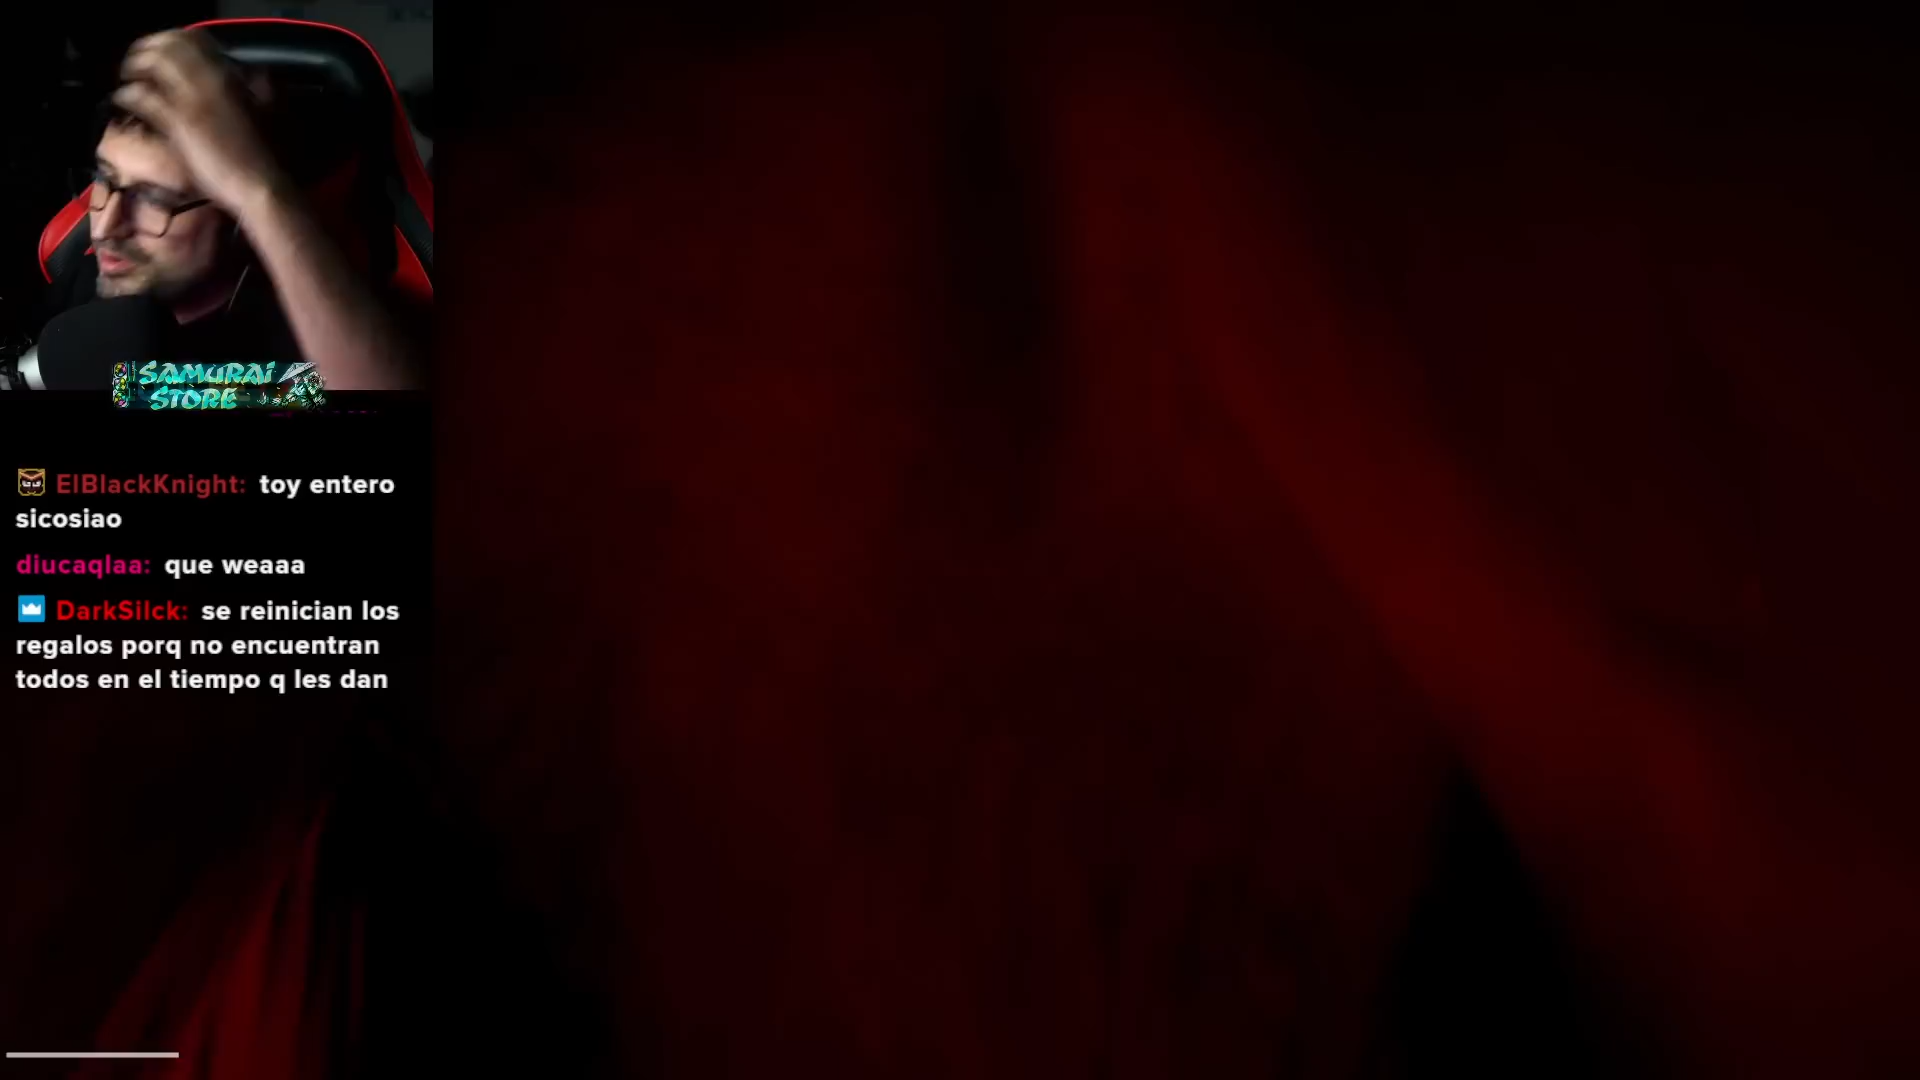 SAMURAI
STORE
ElBlackKnight: toy entero
sicosiao
diucaqlaa: que weaaa
DarkSilck: se reinician los
regalos porq no encuentran
todos en el tiempo q les dan